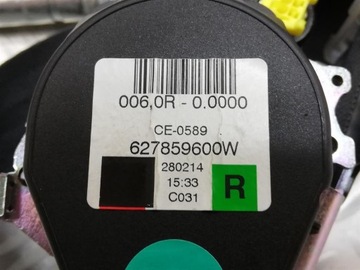 006,0R - 0.0000
CE-0589
627859600W
280214
15:33
C031
R